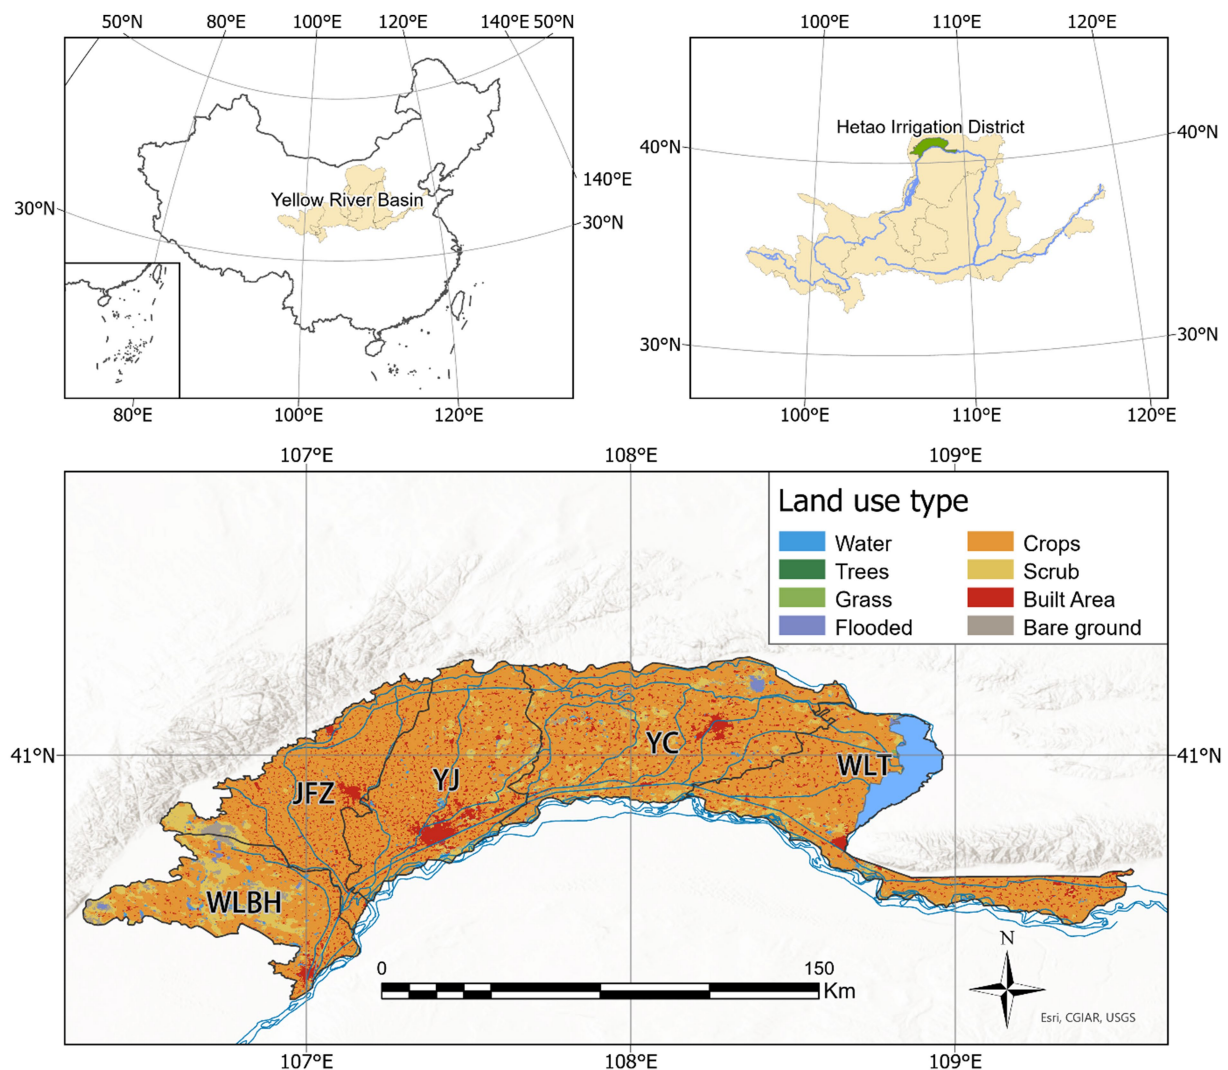 50°N 80°E 100°E 120°E 140°E 50°N
30°N
140°E
30°N
Yellow River Basin
80°E 100°E 120°E
100°E 110°E 120°E
40°N
40°N
Hetao Irrigation District
30°N
30°N
100°E 110°E 120°E
107°E 108°E 109°E
Land use type
Water Crops
Trees Scrub
Grass Built Area
Flooded Bare ground
41°N
41°N
YC
WLT
YJ
JFZ
WLBH
N
0 150
Km
Esri, CGIAR, USGS
107°E 108°E 109°E